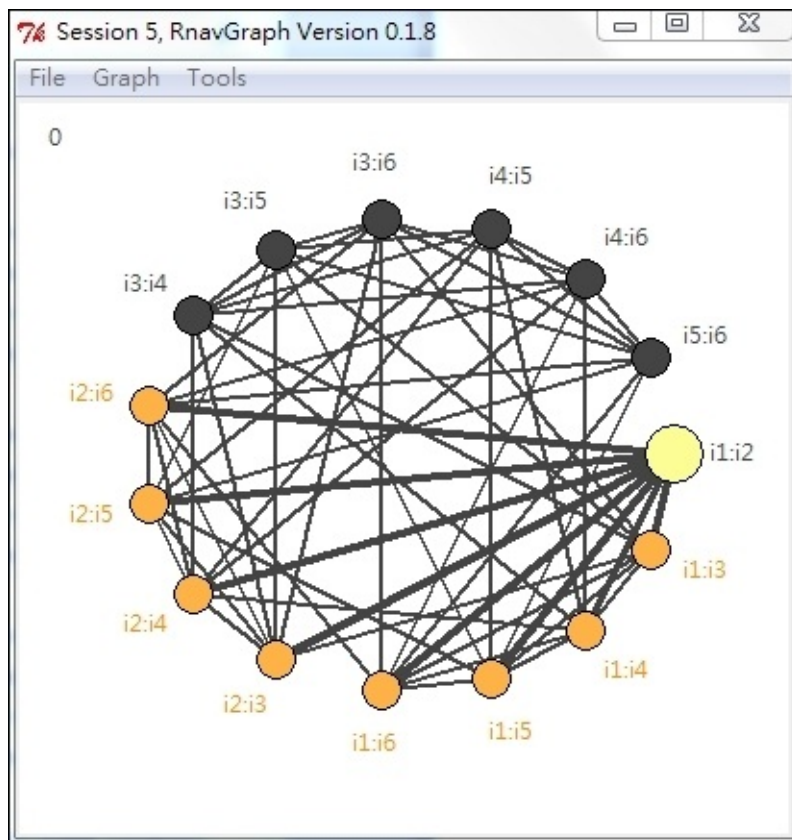 Session 5, RnavGraph Version 0.1.8
File Graph Tools
0
i3:i6
i4:i5
i3:i5
i4:i6
i3:i4
i5:i6
i2:i6
i1:i2
i2:i5
i1:i3
i2:i4
i1:i4
i2:i3
i1:i5
i1:i6